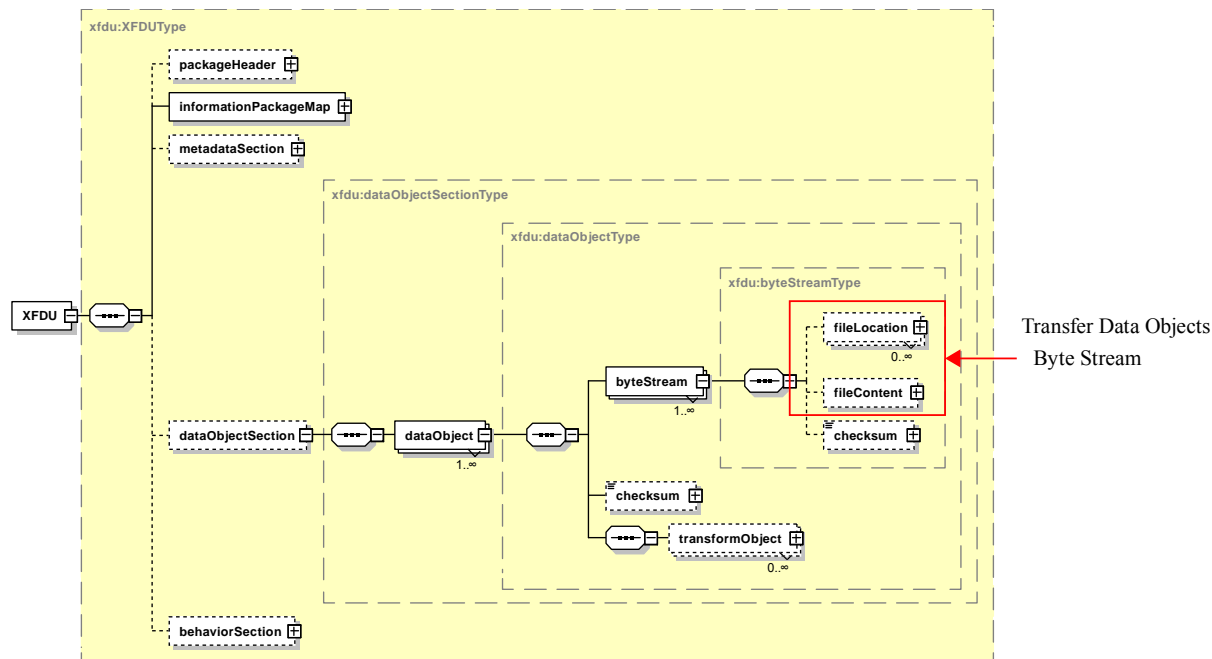 xfdu:XFDUType
packageHeader
informationPackageMap
metadataSection
xfdu:dataObjectSectionType
xfdu:dataObjectType
xfdu:byteStreamType
XFDU
fileLocation
0..∞
Transfer Data Objects
Byte Stream
byteStream
1..∞
fileContent
dataObjectSection
dataObject
1..∞
checksum
checksum
transformObject
0..∞
behaviorSection